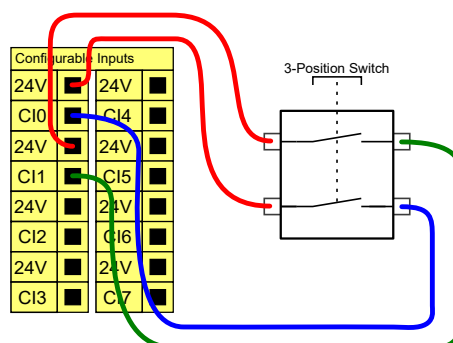 Configurable Inputs
3-Position Switch
24V 24V
CI0 CI4
24V 24V
CI1 CI5
24V 24V
CI2 CI6
24V 24V
CI3 CI7